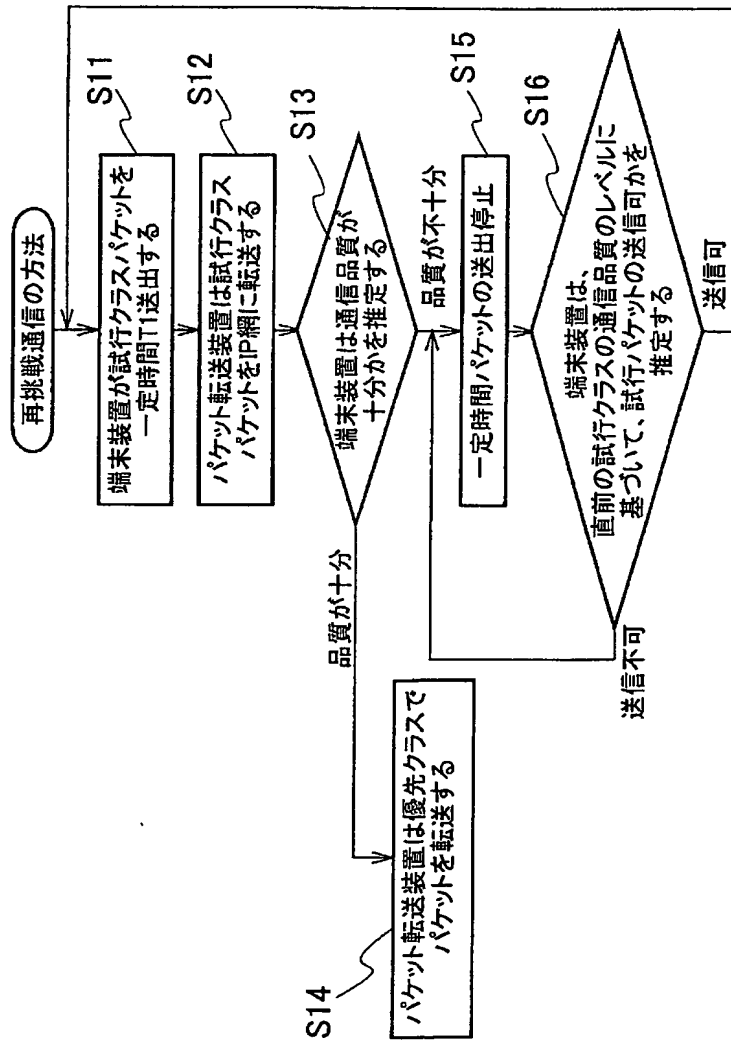 再挑戦通信の方法
S11
端末装置が試行クラスパケットを
一定時間T1送出する
S12
パケット転送装置は試行クラス
パケットをIP網に転送する
S13
端末装置は通信品質が
十分かを推定する
品質が十分
品質が不十分
S14
パケット転送装置は優先クラスで
パケットを転送する
S15
一定時間パケットの送出停止
S16
端末装置は、
直前の試行クラスの通信品質のレベルに
基づいて、試行パケットの送信可かを
推定する
送信不可
送信可